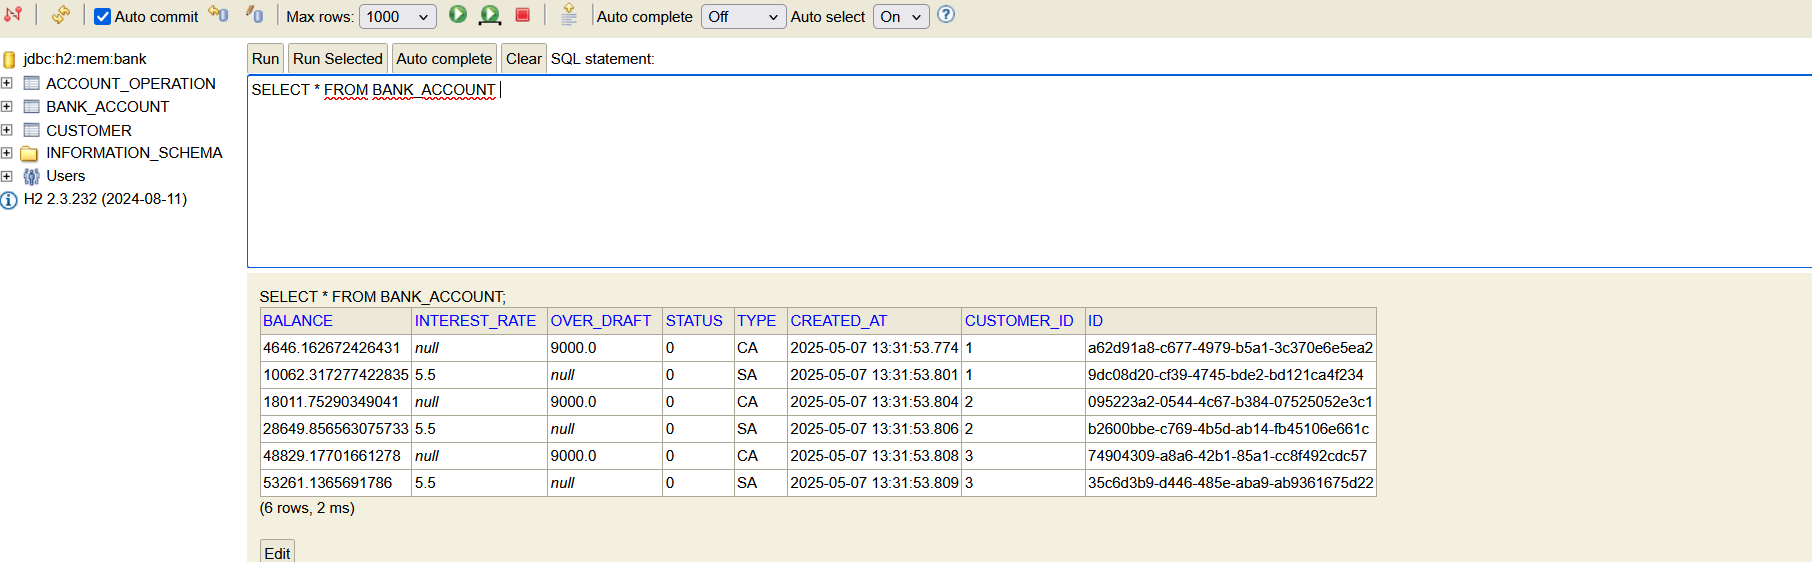 Auto commit Max rows: 1000 Auto complete Off Auto select On
jdbc:h2:mem:bank
ACCOUNT_OPERATION
BANK_ACCOUNT
CUSTOMER
INFORMATION_SCHEMA
Users
H2 2.3.232 (2024-08-11)
Run Run Selected Auto complete Clear SQL statement:
SELECT * FROM BANK_ACCOUNT
SELECT * FROM BANK_ACCOUNT;
BALANCE INTEREST_RATE OVER_DRAFT STATUS TYPE CREATED_AT CUSTOMER_ID ID
4646.162672426431 null 9000.0 0 CA 2025-05-07 13:31:53.774 1 a62d91a8-c677-4979-b5a1-3c370e6e5ea2
10062.317277422835 5.5 null 0 SA 2025-05-07 13:31:53.801 1 9dc08d20-cf39-4745-bde2-bd121ca4f234
18011.75290349041 null 9000.0 0 CA 2025-05-07 13:31:53.804 2 095223a2-0544-4c67-b384-07525052e3c1
28649.856563075733 5.5 null 0 SA 2025-05-07 13:31:53.806 2 b2600bbe-c769-4b5d-ab14-fb45106e661c
48829.17701661278 null 9000.0 0 CA 2025-05-07 13:31:53.808 3 74904309-a8a6-42b1-85a1-cc8f492cdc57
53261.1365691786 5.5 null 0 SA 2025-05-07 13:31:53.809 3 35c6d3b9-d446-485e-aba9-ab9361675d22
(6 rows, 2 ms)
Edit